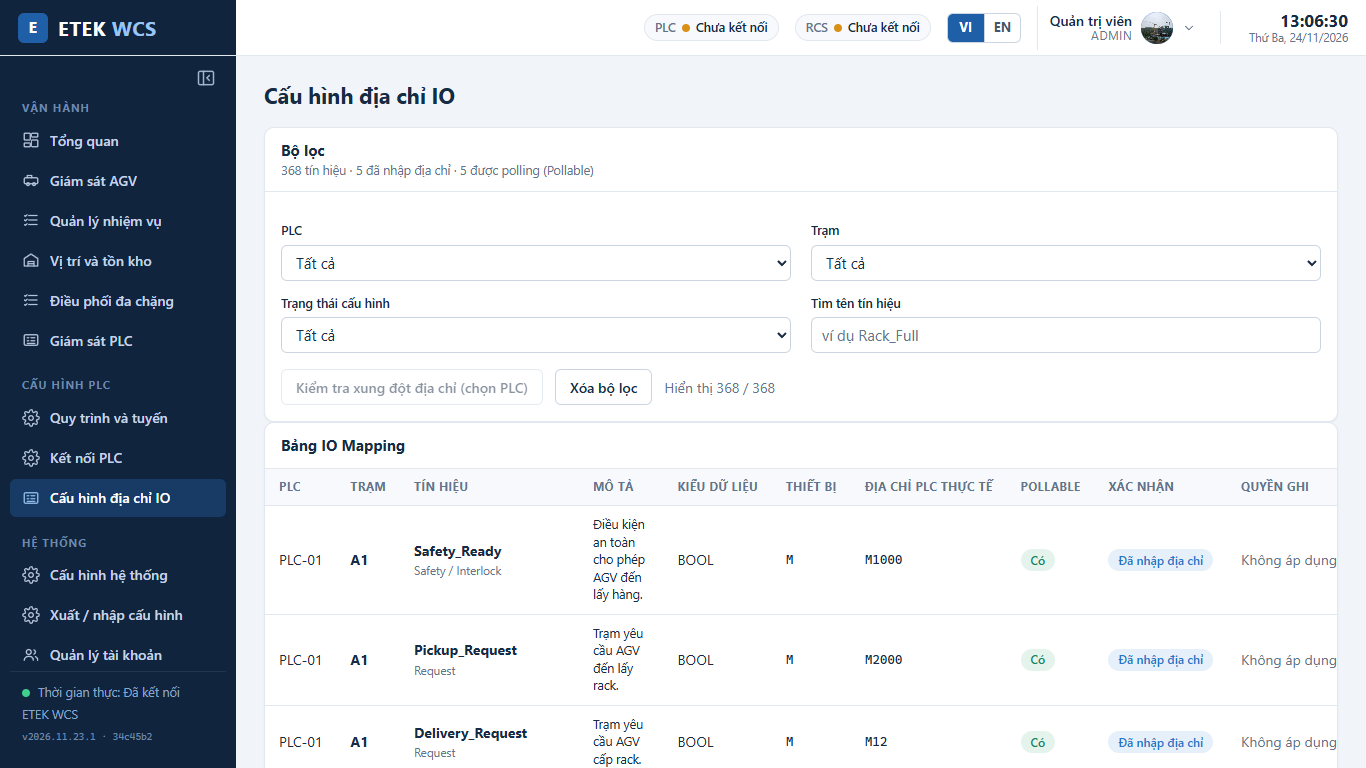 E ETEK WCS
PLC Chưa kết nối
RCS Chưa kết nối
VI EN
Quản trị viên
ADMIN
13:06:30
Thứ Ba, 24/11/2026
VẬN HÀNH
Tổng quan
Giám sát AGV
Quản lý nhiệm vụ
Vị trí và tồn kho
Điều phối đa chặng
Giám sát PLC
CẤU HÌNH PLC
Quy trình và tuyến
Kết nối PLC
Cấu hình địa chỉ IO
HỆ THỐNG
Cấu hình hệ thống
Xuất / nhập cấu hình
Quản lý tài khoản
Thời gian thực: Đã kết nối
ETEK WCS
v2026.11.23.1 · 34c45b2
Cấu hình địa chỉ IO
Bộ lọc
368 tín hiệu · 5 đã nhập địa chỉ · 5 được polling (Pollable)
PLC
Tất cả
Trạm
Tất cả
Trạng thái cấu hình
Tất cả
Tìm tên tín hiệu
ví dụ Rack_Full
Kiểm tra xung đột địa chỉ (chọn PLC)
Xóa bộ lọc
Hiển thị 368 / 368
Bảng IO Mapping
PLC TRẠM TÍN HIỆU MÔ TẢ KIỂU DỮ LIỆU THIẾT BỊ ĐỊA CHỈ PLC THỰC TẾ POLLABLE XÁC NHẬN QUYỀN GHI
PLC-01 A1 Safety_Ready
Safety / Interlock
Điều kiện
an toàn
cho phép
AGV đến
lấy hàng.
BOOL M M1000 Có Đã nhập địa chỉ Không áp dụng
PLC-01 A1 Pickup_Request
Request
Trạm yêu
cầu AGV
đến lấy
rack.
BOOL M M2000 Có Đã nhập địa chỉ Không áp dụng
PLC-01 A1 Delivery_Request
Request
Trạm yêu
cầu AGV
cấp rack.
BOOL M M12 Có Đã nhập địa chỉ Không áp dụng